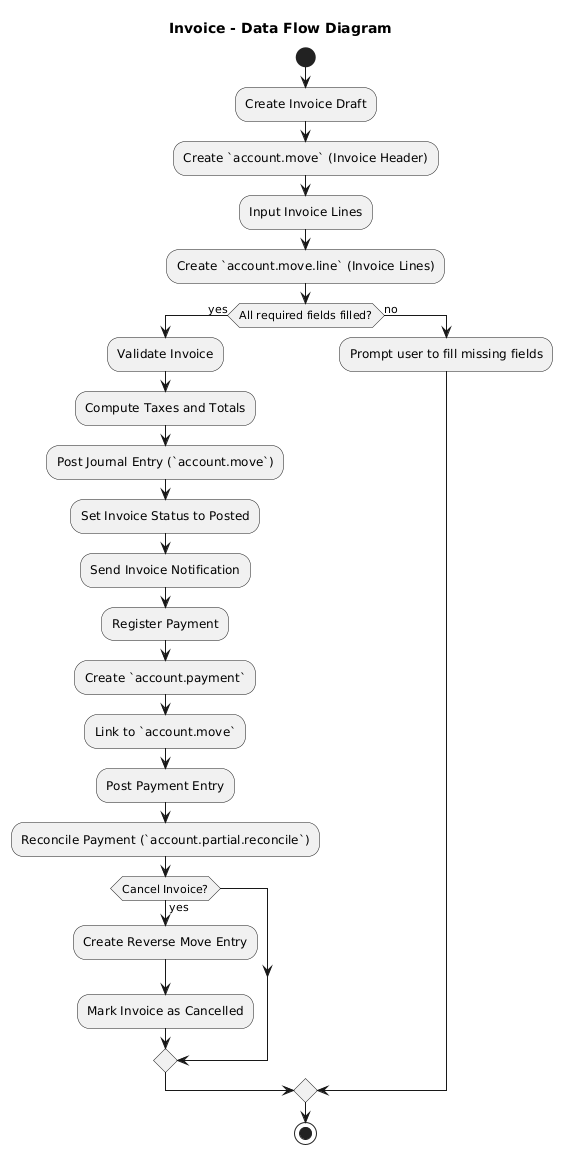 Invoice - Data Flow Diagram
Create Invoice Draft
Create `account.move` (Invoice Header)
Input Invoice Lines
Create `account.move.line` (Invoice Lines)
yes
All required fields filled?
no
Validate Invoice
Prompt user to fill missing fields
Compute Taxes and Totals
Post Journal Entry (`account.move`)
Set Invoice Status to Posted
Send Invoice Notification
Register Payment
Create `account.payment`
Link to `account.move`
Post Payment Entry
Reconcile Payment (`account.partial.reconcile`)
Cancel Invoice?
yes
Create Reverse Move Entry
Mark Invoice as Cancelled